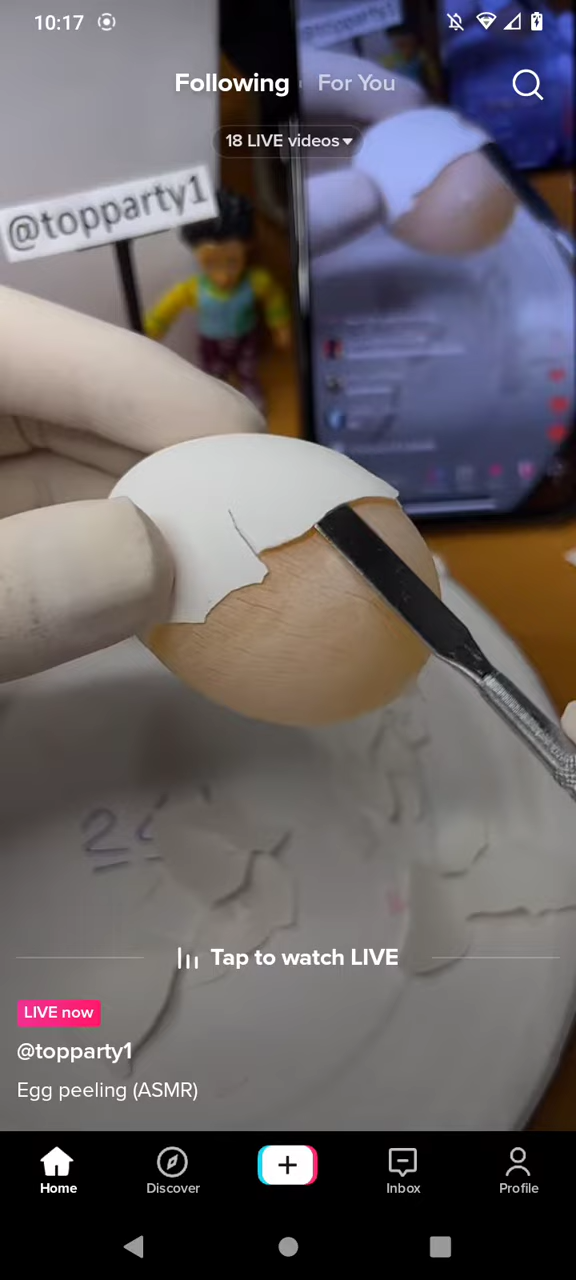 10:17
Following
For You
18 LIVE videos
@topparty1
Tap to watch LIVE
LIVE now
@topparty1
Egg peeling (ASMR)
Home
Discover
Inbox
Profile